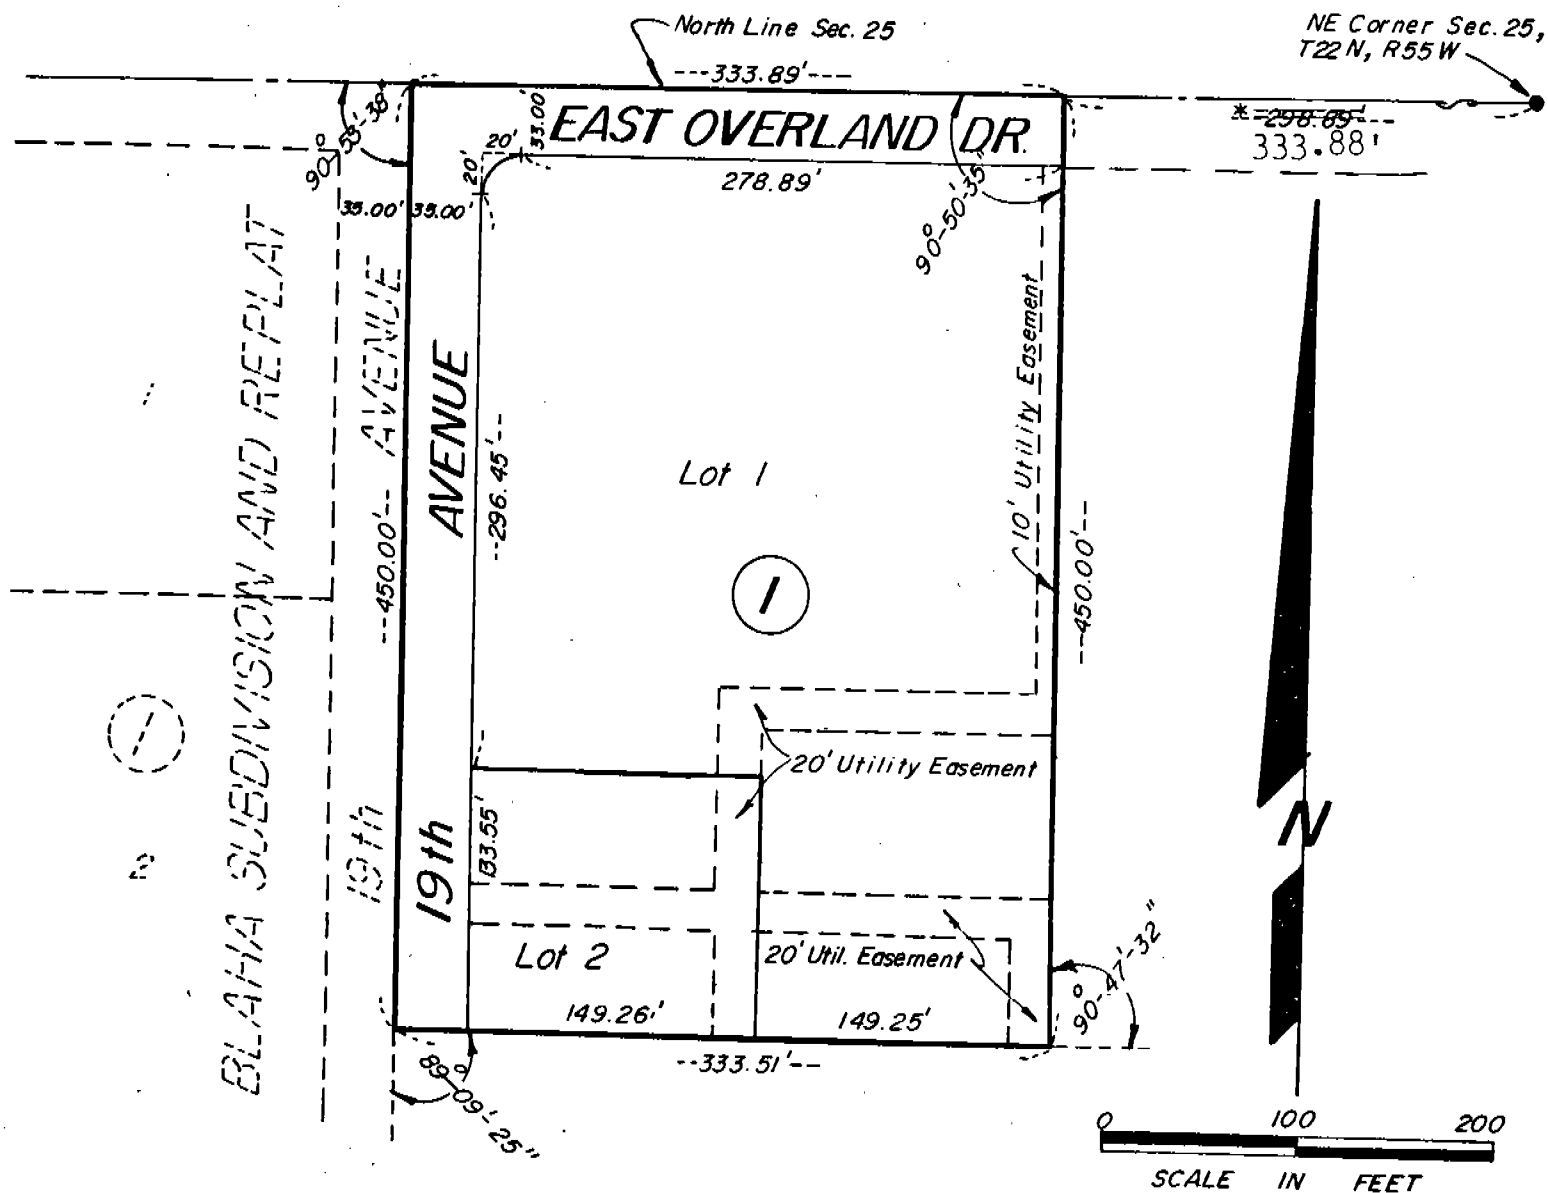 North Line Sec. 25
NE Corner Sec. 25,
T22N, R55W
---333.89'---
*-298.89'--
333.88'
EAST OVERLAND DR.
33.00
20'
20'
278.89'
90°-53'-38"
90°-50'-35"
35.00'
35.00'
BLAHA SUBDIVISION AND REPLAT
19th AVENUE
19th AVENUE
--450.00'--
--296.45'--
10' Utility Easement
---450.00'---
1
Lot 1
1
1
20' Utility Easement
133.55'
2
N
Lot 2
20' Util. Easement
149.26'
149.25'
90°-47'-32"
--333.51'--
89°-09'-25"
0 100 200
SCALE IN FEET